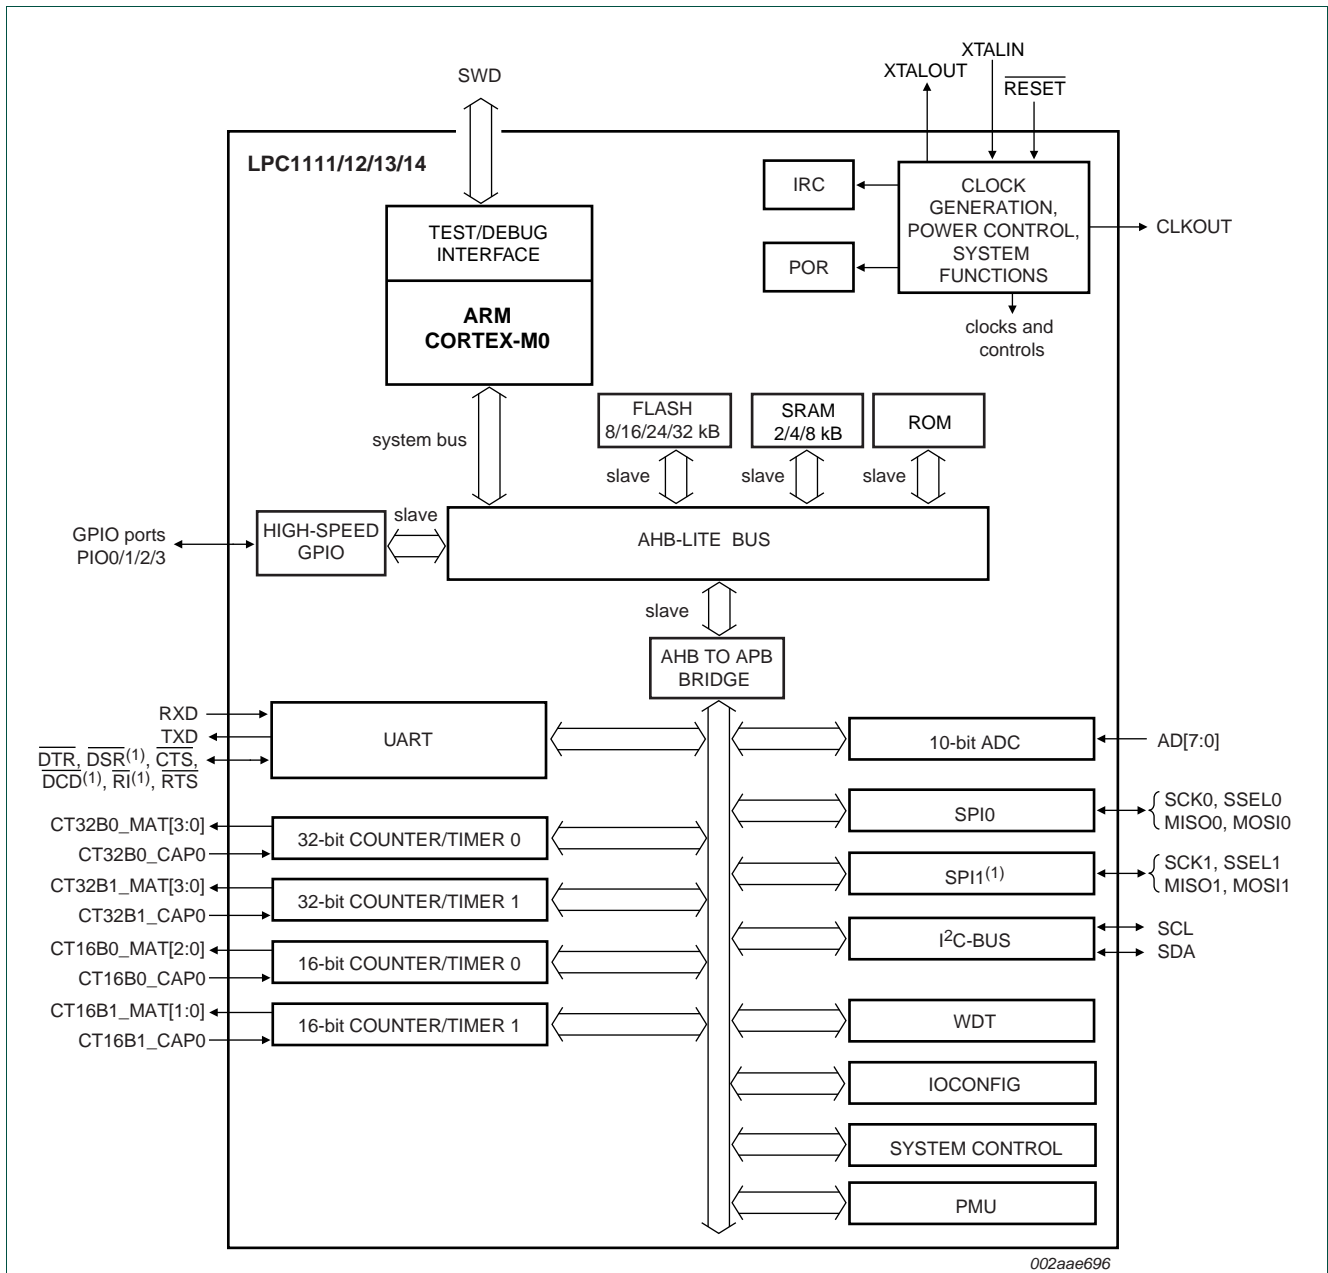 XTALIN
XTALOUT
RESET
SWD
LPC1111/12/13/14
IRC
CLOCK
GENERATION,
POWER CONTROL,
SYSTEM
FUNCTIONS
CLKOUT
TEST/DEBUG
INTERFACE
POR
ARM
CORTEX-M0
clocks and
controls
FLASH
8/16/24/32 kB
SRAM
2/4/8 kB
ROM
system bus
slave
slave
slave
slave
GPIO ports
PIO0/1/2/3
HIGH-SPEED
GPIO
AHB-LITE BUS
slave
AHB TO APB
BRIDGE
RXD
TXD
DTR, DSR(1), CTS,
DCD(1), RI(1), RTS
UART
10-bit ADC
AD[7:0]
CT32B0_MAT[3:0]
CT32B0_CAP0
32-bit COUNTER/TIMER 0
SPI0
SCK0, SSEL0
MISO0, MOSI0
CT32B1_MAT[3:0]
CT32B1_CAP0
32-bit COUNTER/TIMER 1
SPI1(1)
SCK1, SSEL1
MISO1, MOSI1
CT16B0_MAT[2:0]
CT16B0_CAP0
16-bit COUNTER/TIMER 0
I2C-BUS
SCL
SDA
CT16B1_MAT[1:0]
CT16B1_CAP0
16-bit COUNTER/TIMER 1
WDT
IOCONFIG
SYSTEM CONTROL
PMU
002aae696